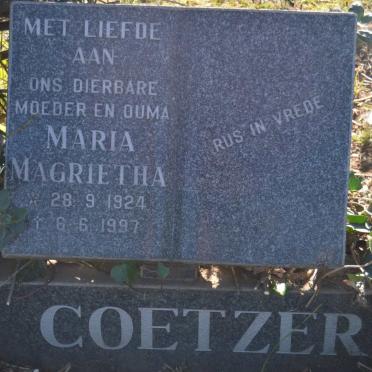 MET LIEFDE
AAN
ONS DIERBARE
MOEDER EN OUMA
MARIA
MAGRIETHA
* 28. 9. 1924
† 6. 6. 1997
RUS IN VREDE
COETZER